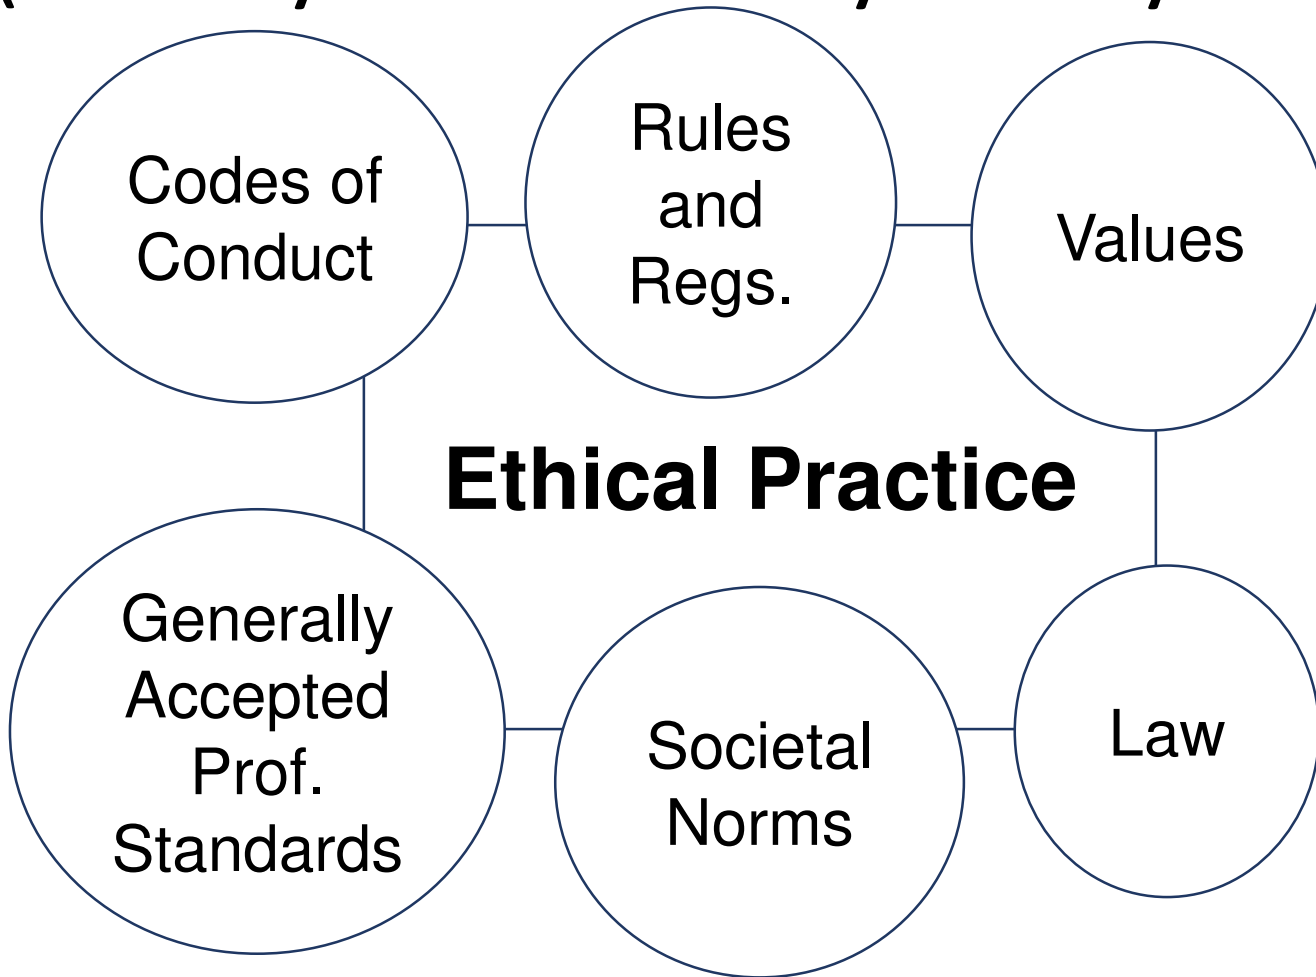 Codes of
Conduct
Rules
and
Regs.
Values
Ethical Practice
Generally
Accepted
Prof.
Standards
Societal
Norms
Law